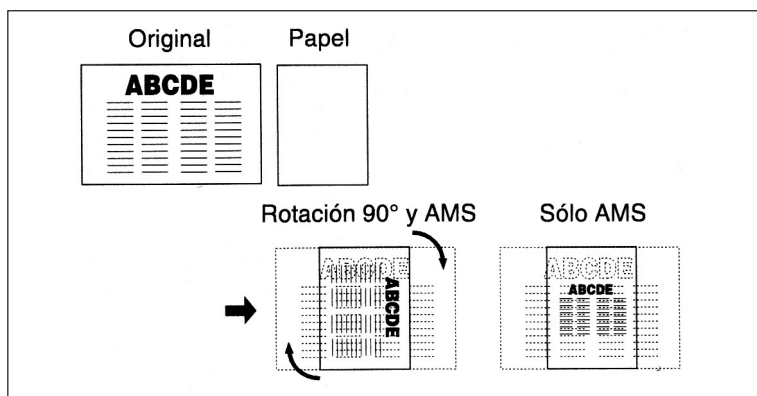 Original Papel
ABCDE
Rotación 90° y AMS Sólo AMS
ABCDE ABCDE
ABCDE ABCDE